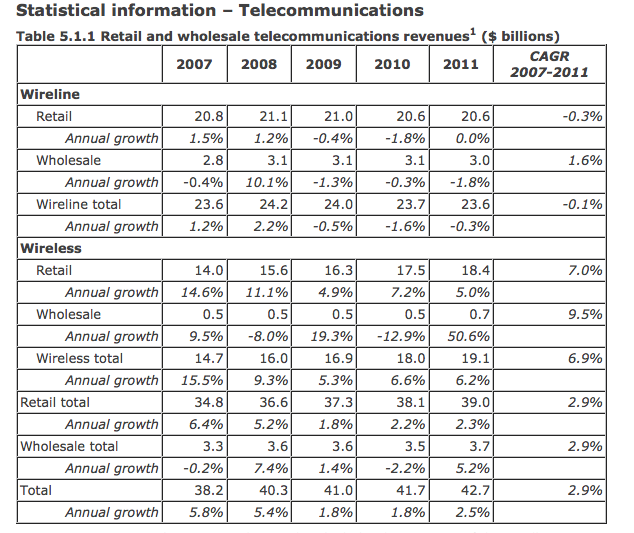 Statistical information – Telecommunications
Table 5.1.1 Retail and wholesale telecommunications revenues¹ ($ billions)
2007 2008 2009 2010 2011 CAGR 2007-2011
Wireline
Retail 20.8 21.1 21.0 20.6 20.6 -0.3%
Annual growth 1.5% 1.2% -0.4% -1.8% 0.0%
Wholesale 2.8 3.1 3.1 3.1 3.0 1.6%
Annual growth -0.4% 10.1% -1.3% -0.3% -1.8%
Wireline total 23.6 24.2 24.0 23.7 23.6 -0.1%
Annual growth 1.2% 2.2% -0.5% -1.6% -0.3%
Wireless
Retail 14.0 15.6 16.3 17.5 18.4 7.0%
Annual growth 14.6% 11.1% 4.9% 7.2% 5.0%
Wholesale 0.5 0.5 0.5 0.5 0.7 9.5%
Annual growth 9.5% -8.0% 19.3% -12.9% 50.6%
Wireless total 14.7 16.0 16.9 18.0 19.1 6.9%
Annual growth 15.5% 9.3% 5.3% 6.6% 6.2%
Retail total 34.8 36.6 37.3 38.1 39.0 2.9%
Annual growth 6.4% 5.2% 1.8% 2.2% 2.3%
Wholesale total 3.3 3.6 3.6 3.5 3.7 2.9%
Annual growth -0.2% 7.4% 1.4% -2.2% 5.2%
Total 38.2 40.3 41.0 41.7 42.7 2.9%
Annual growth 5.8% 5.4% 1.8% 1.8% 2.5%